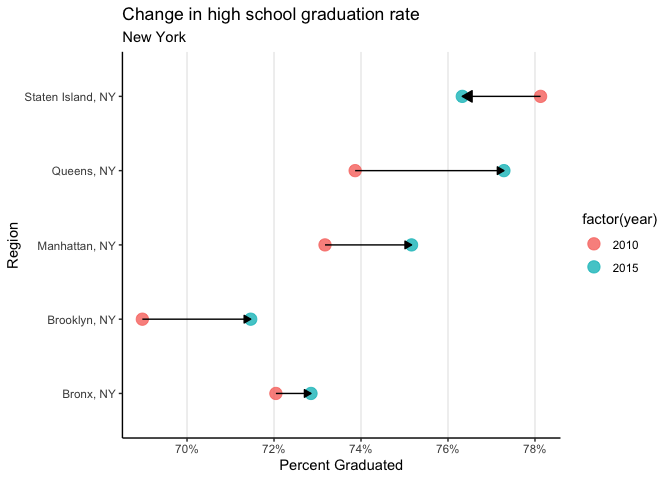 Change in high school graduation rate
New York
Staten Island, NY
Queens, NY
Manhattan, NY
Brooklyn, NY
Bronx, NY
Region
70%
72%
74%
76%
78%
Percent Graduated
factor(year)
2010
2015